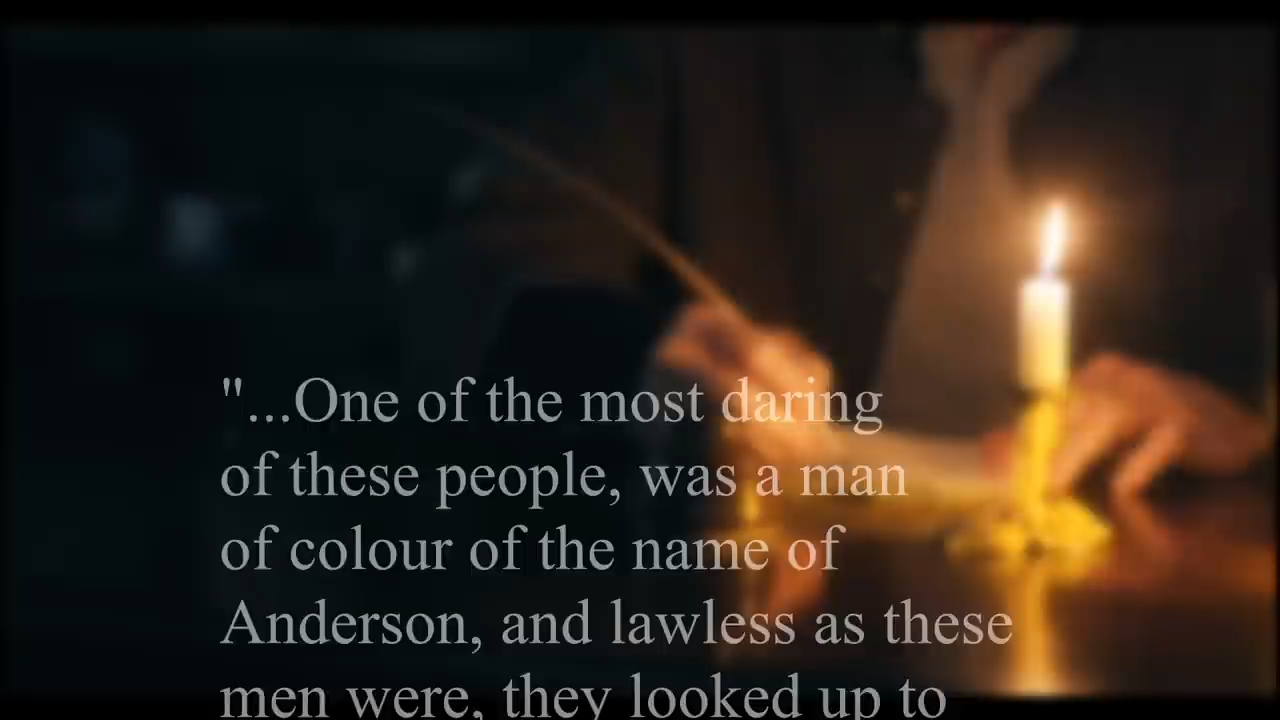 "...One of the most daring
of these people, was a man
of colour of the name of
Anderson, and lawless as these
men were, they looked up to